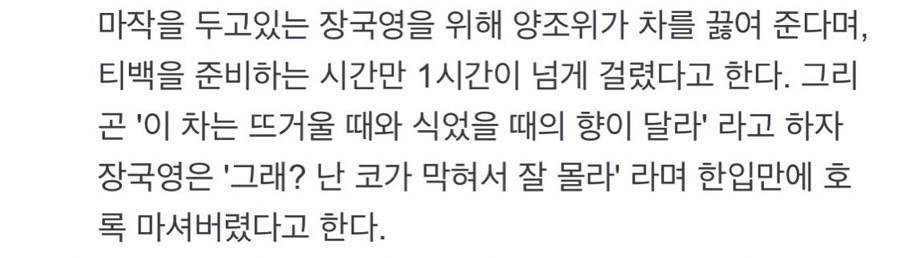 마작을 두고있는 장국영을 위해 양조위가 차를 끓여 준다며,
티백을 준비하는 시간만 1시간이 넘게 걸렸다고 한다. 그리
곤 '이 차는 뜨거울 때와 식었을 때의 향이 달라' 라고 하자
장국영은 '그래? 난 코가 막혀서 잘 몰라' 라며 한입만에 호
록 마셔버렸다고 한다.